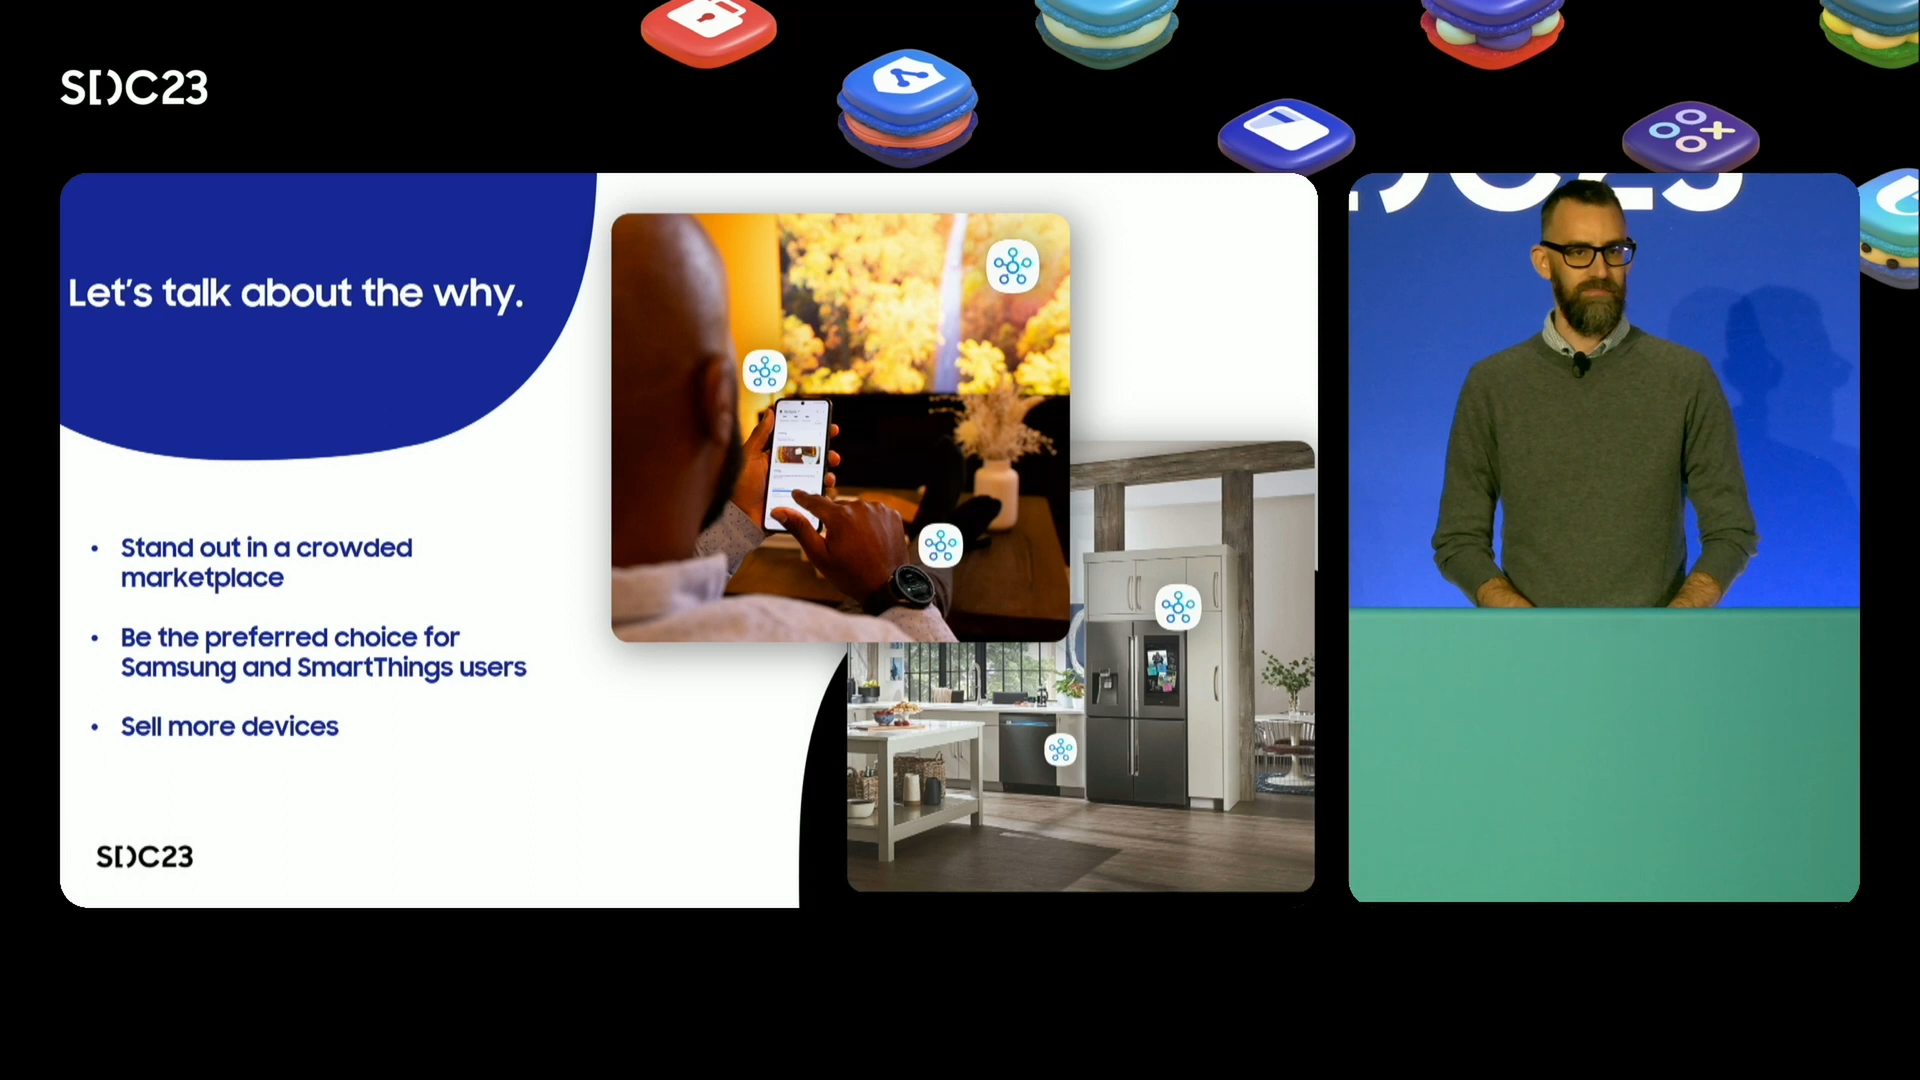 SDC23
Let's talk about the why.
• Stand out in a crowded
marketplace
• Be the preferred choice for
Samsung and SmartThings users
• Sell more devices
SDC23